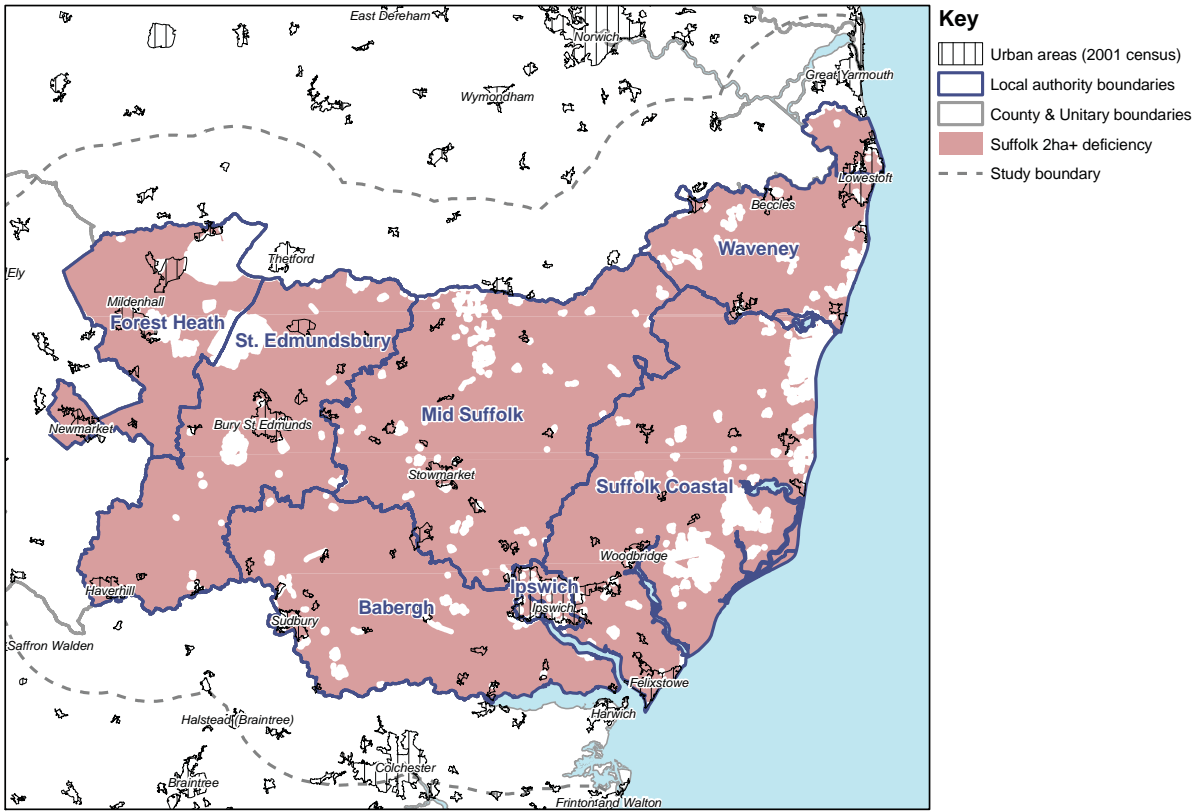 East Dereham
Norwich
Great Yarmouth
Wymondham
Lowestoft
Beccles
Waveney
Thetford
Ely
Mildenhall
Forest Heath
St. Edmundsbury
Mid Suffolk
Newmarket
Bury St.Edmunds
Stowmarket
Suffolk Coastal
Woodbridge
Haverhill
Ipswich
Ipswich
Babergh
Sudbury
Saffron Walden
Felixstowe
Harwich
Halstead (Braintree)
Colchester
Braintree
Frinton and Walton
Key
Urban areas (2001 census)
Local authority boundaries
County & Unitary boundaries
Suffolk 2ha+ deficiency
Study boundary